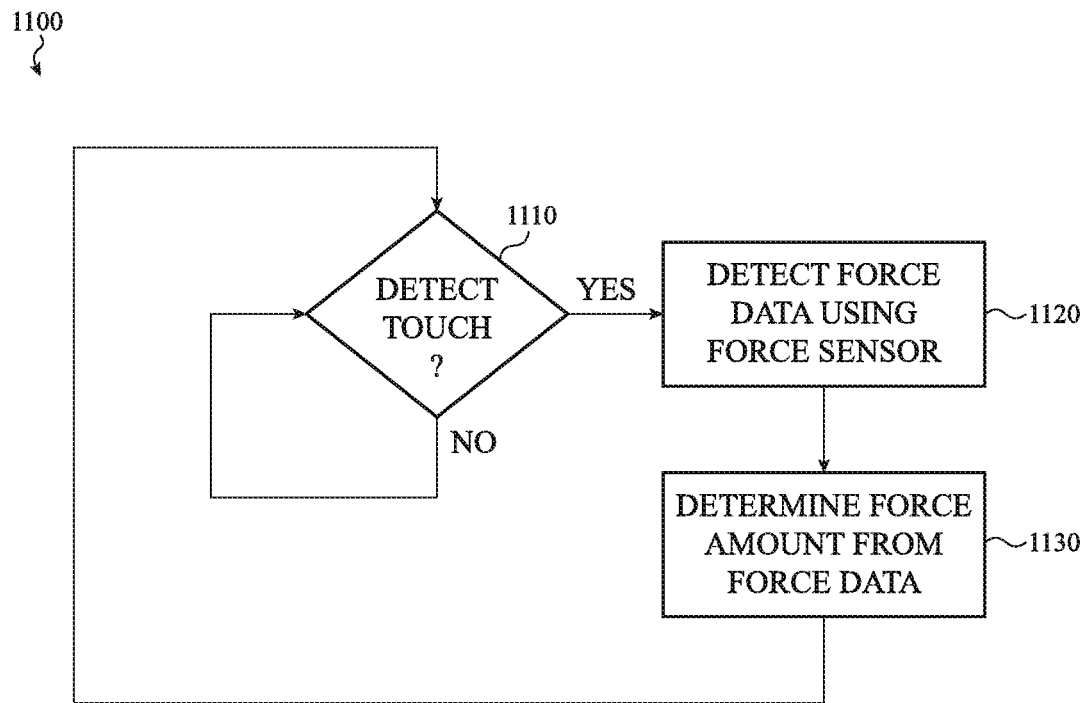 1100
1110
DETECT
TOUCH
?
YES
NO
DETECT FORCE
DATA USING
FORCE SENSOR
1120
DETERMINE FORCE
AMOUNT FROM
FORCE DATA
1130